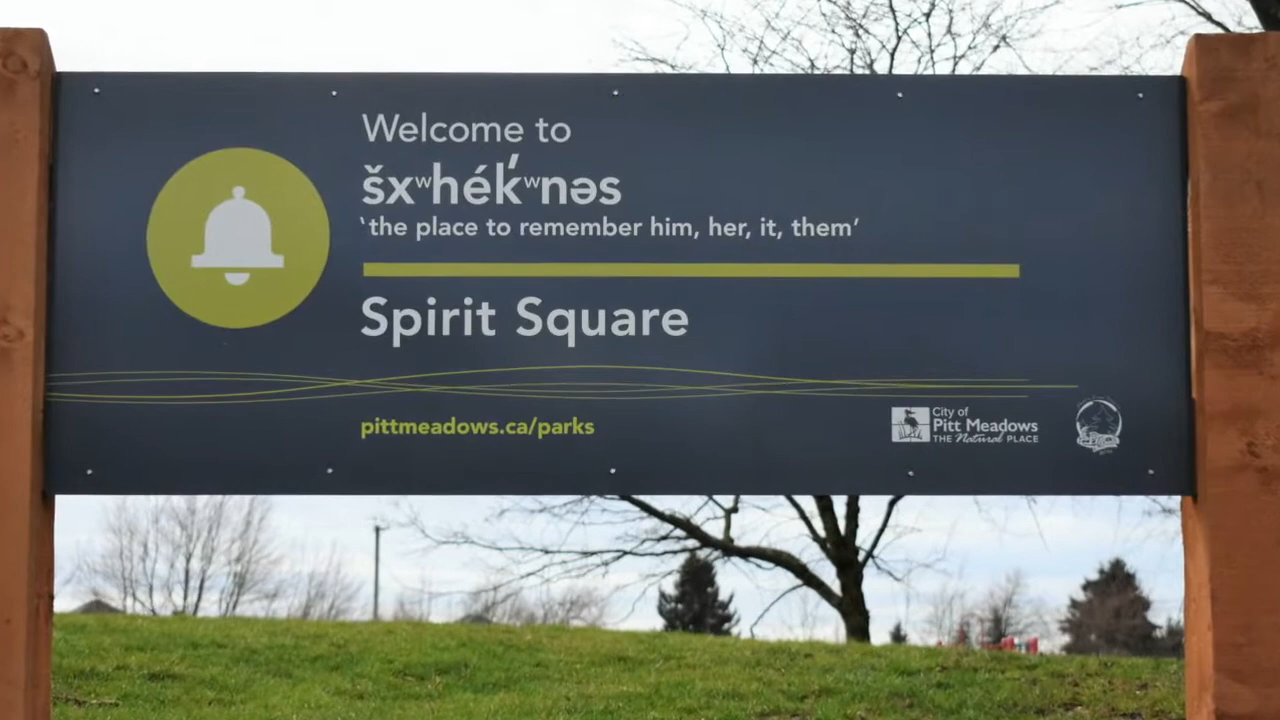 Welcome to
šxʷhék̓ʷnəs
‘the place to remember him, her, it, them’
Spirit Square
pittmeadows.ca/parks
City of
Pitt Meadows
THE Natural PLACE